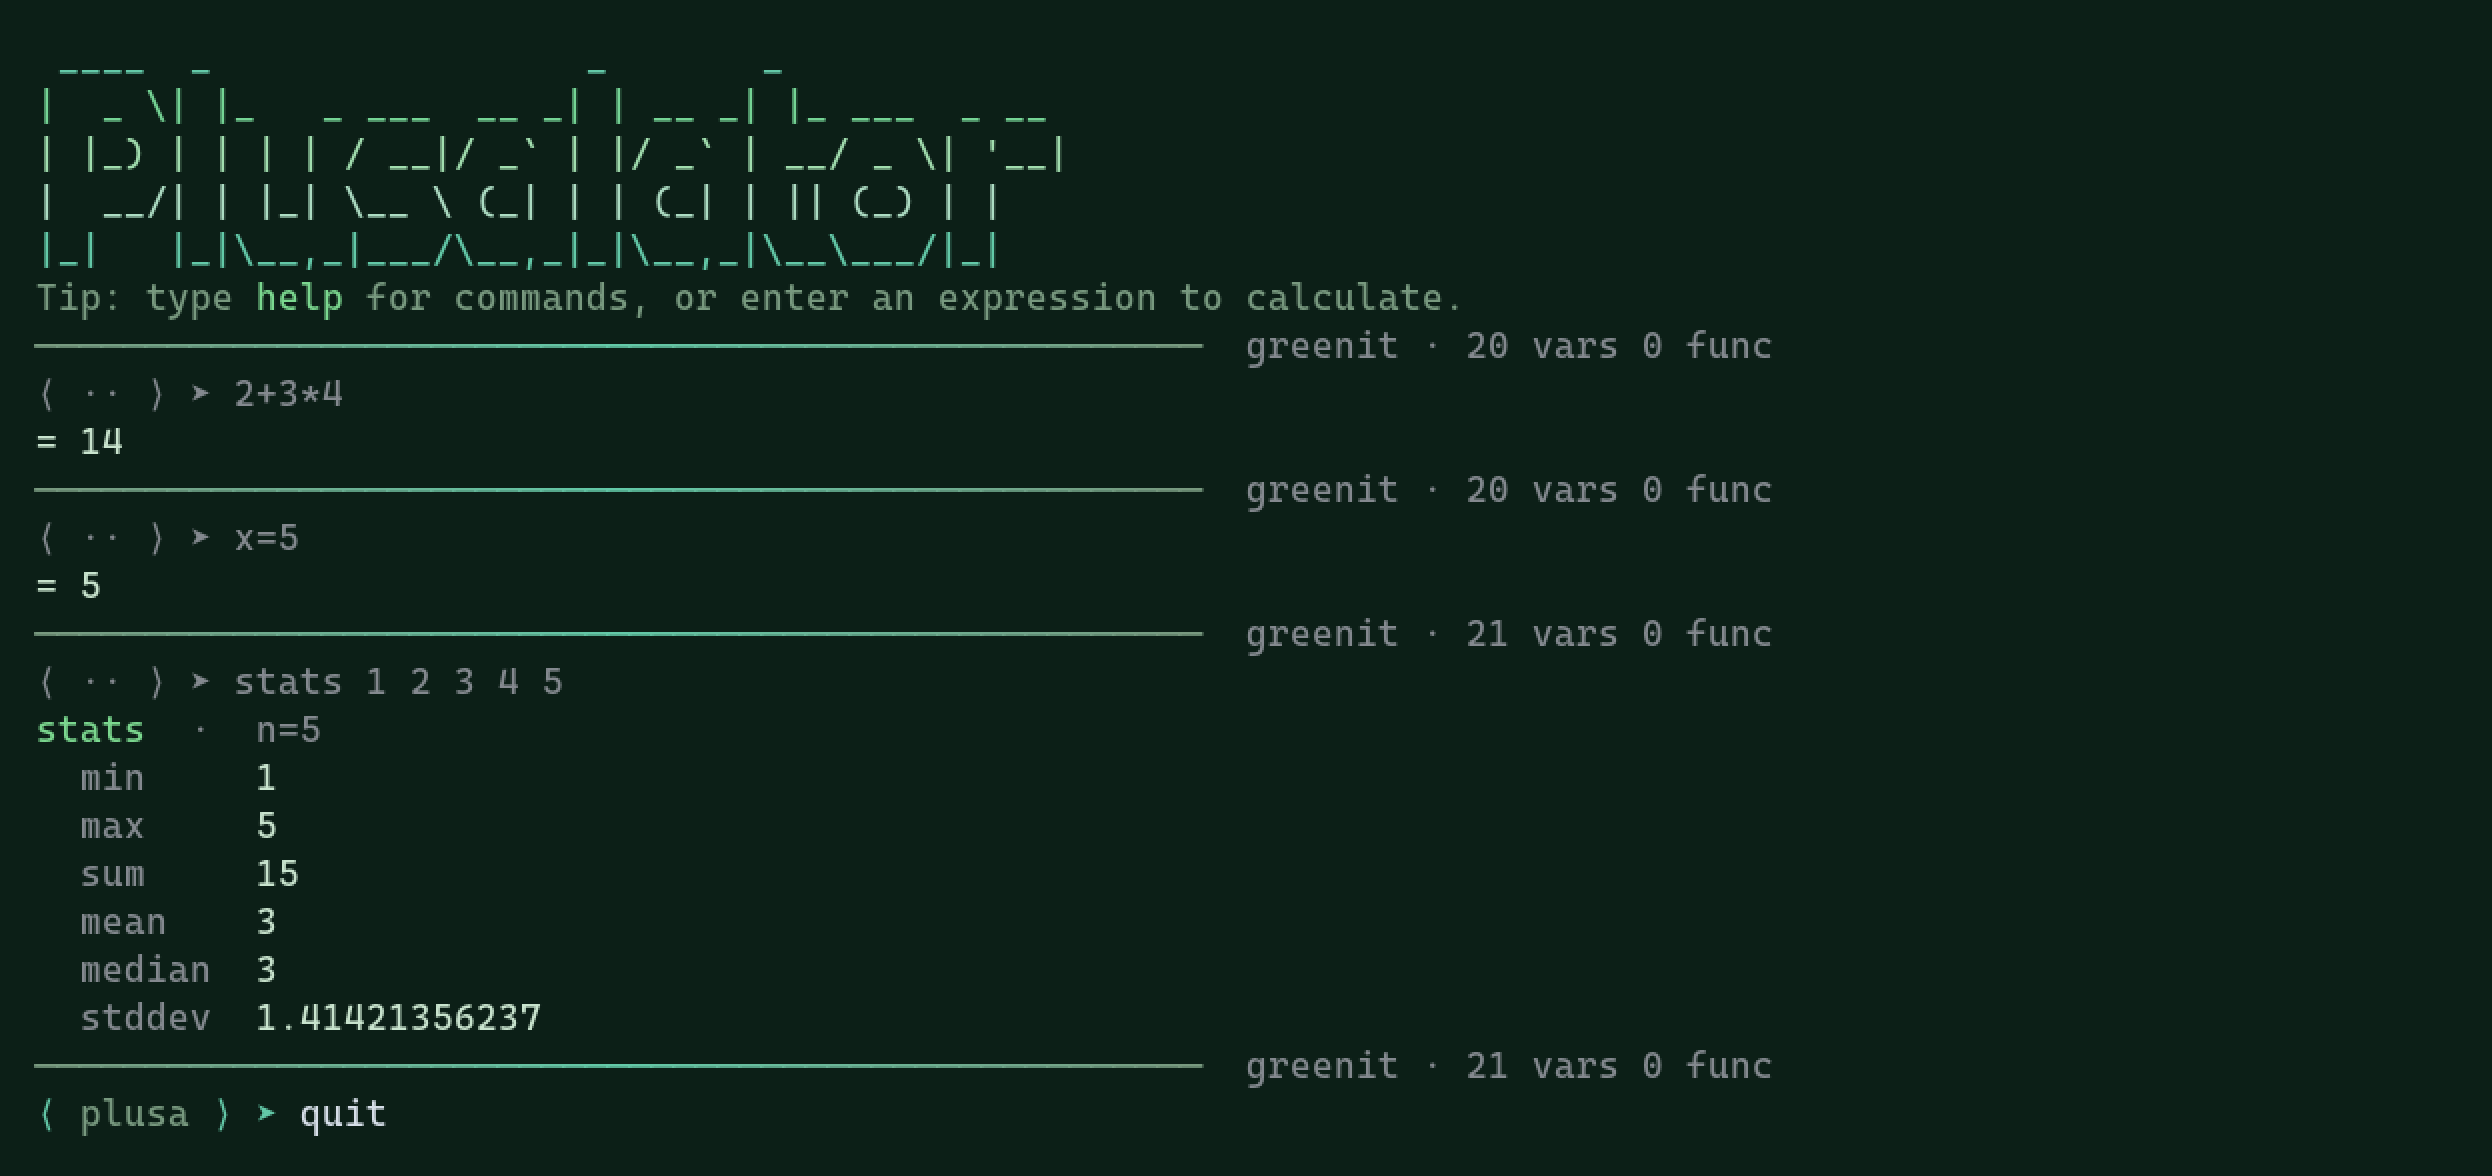 Plusalator
Tip: type help for commands, or enter an expression to calculate.
greenit · 20 vars 0 func
⟨ ·· ⟩ ➤ 2+3*4
= 14
greenit · 20 vars 0 func
⟨ ·· ⟩ ➤ x=5
= 5
greenit · 21 vars 0 func
⟨ ·· ⟩ ➤ stats 1 2 3 4 5
stats · n=5
min 1
max 5
sum 15
mean 3
median 3
stddev 1.41421356237
greenit · 21 vars 0 func
⟨ plusa ⟩ ➤ quit